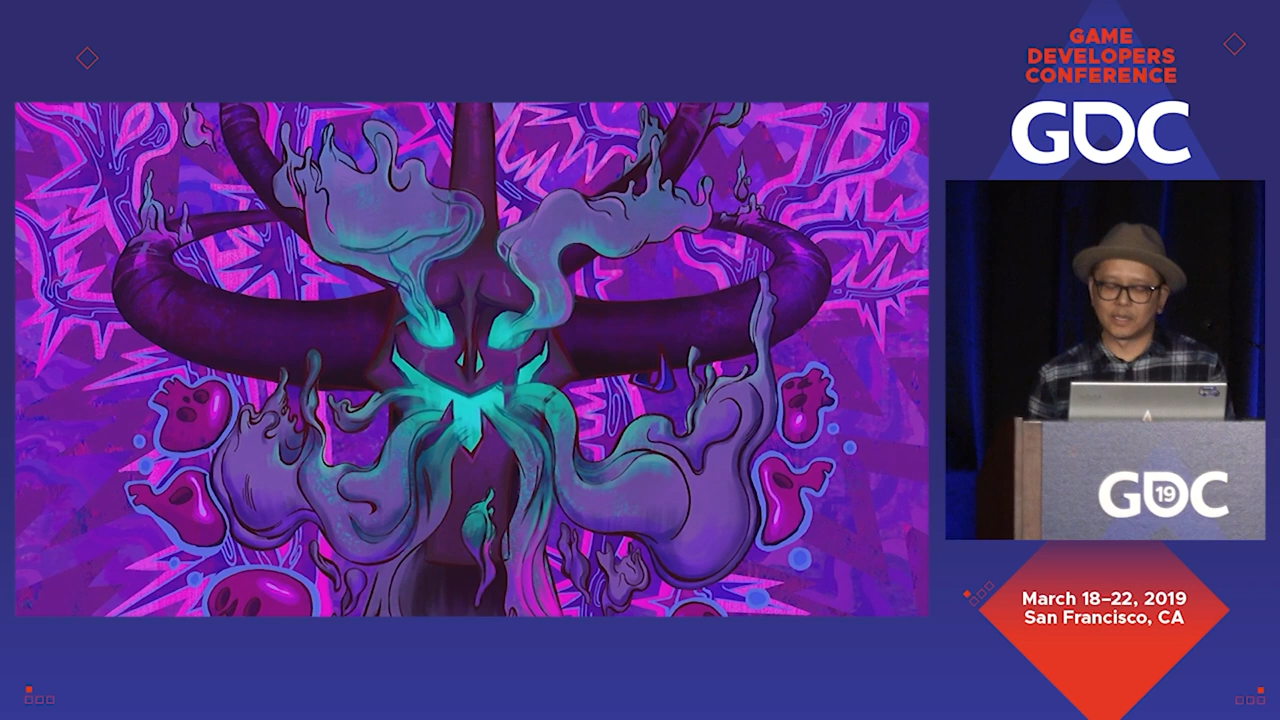 GAME
DEVELOPERS
CONFERENCE
GDC
GDC
19
March 18–22, 2019
San Francisco, CA